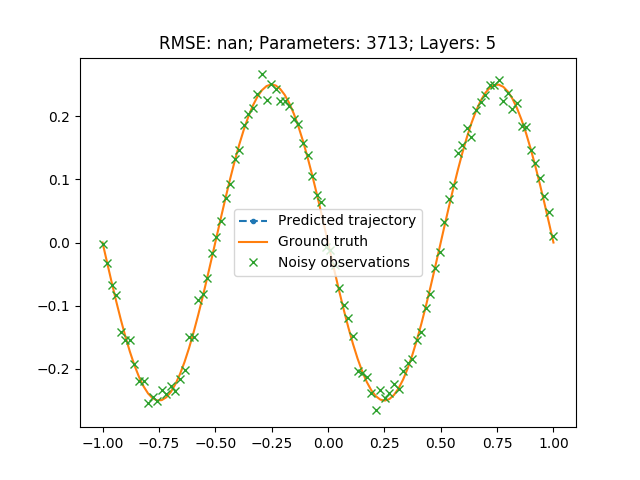 RMSE: nan; Parameters: 3713; Layers: 5
0.2
0.1
0.0
−0.1
−0.2
Predicted trajectory
Ground truth
Noisy observations
−1.00 −0.75 −0.50 −0.25 0.00 0.25 0.50 0.75 1.00